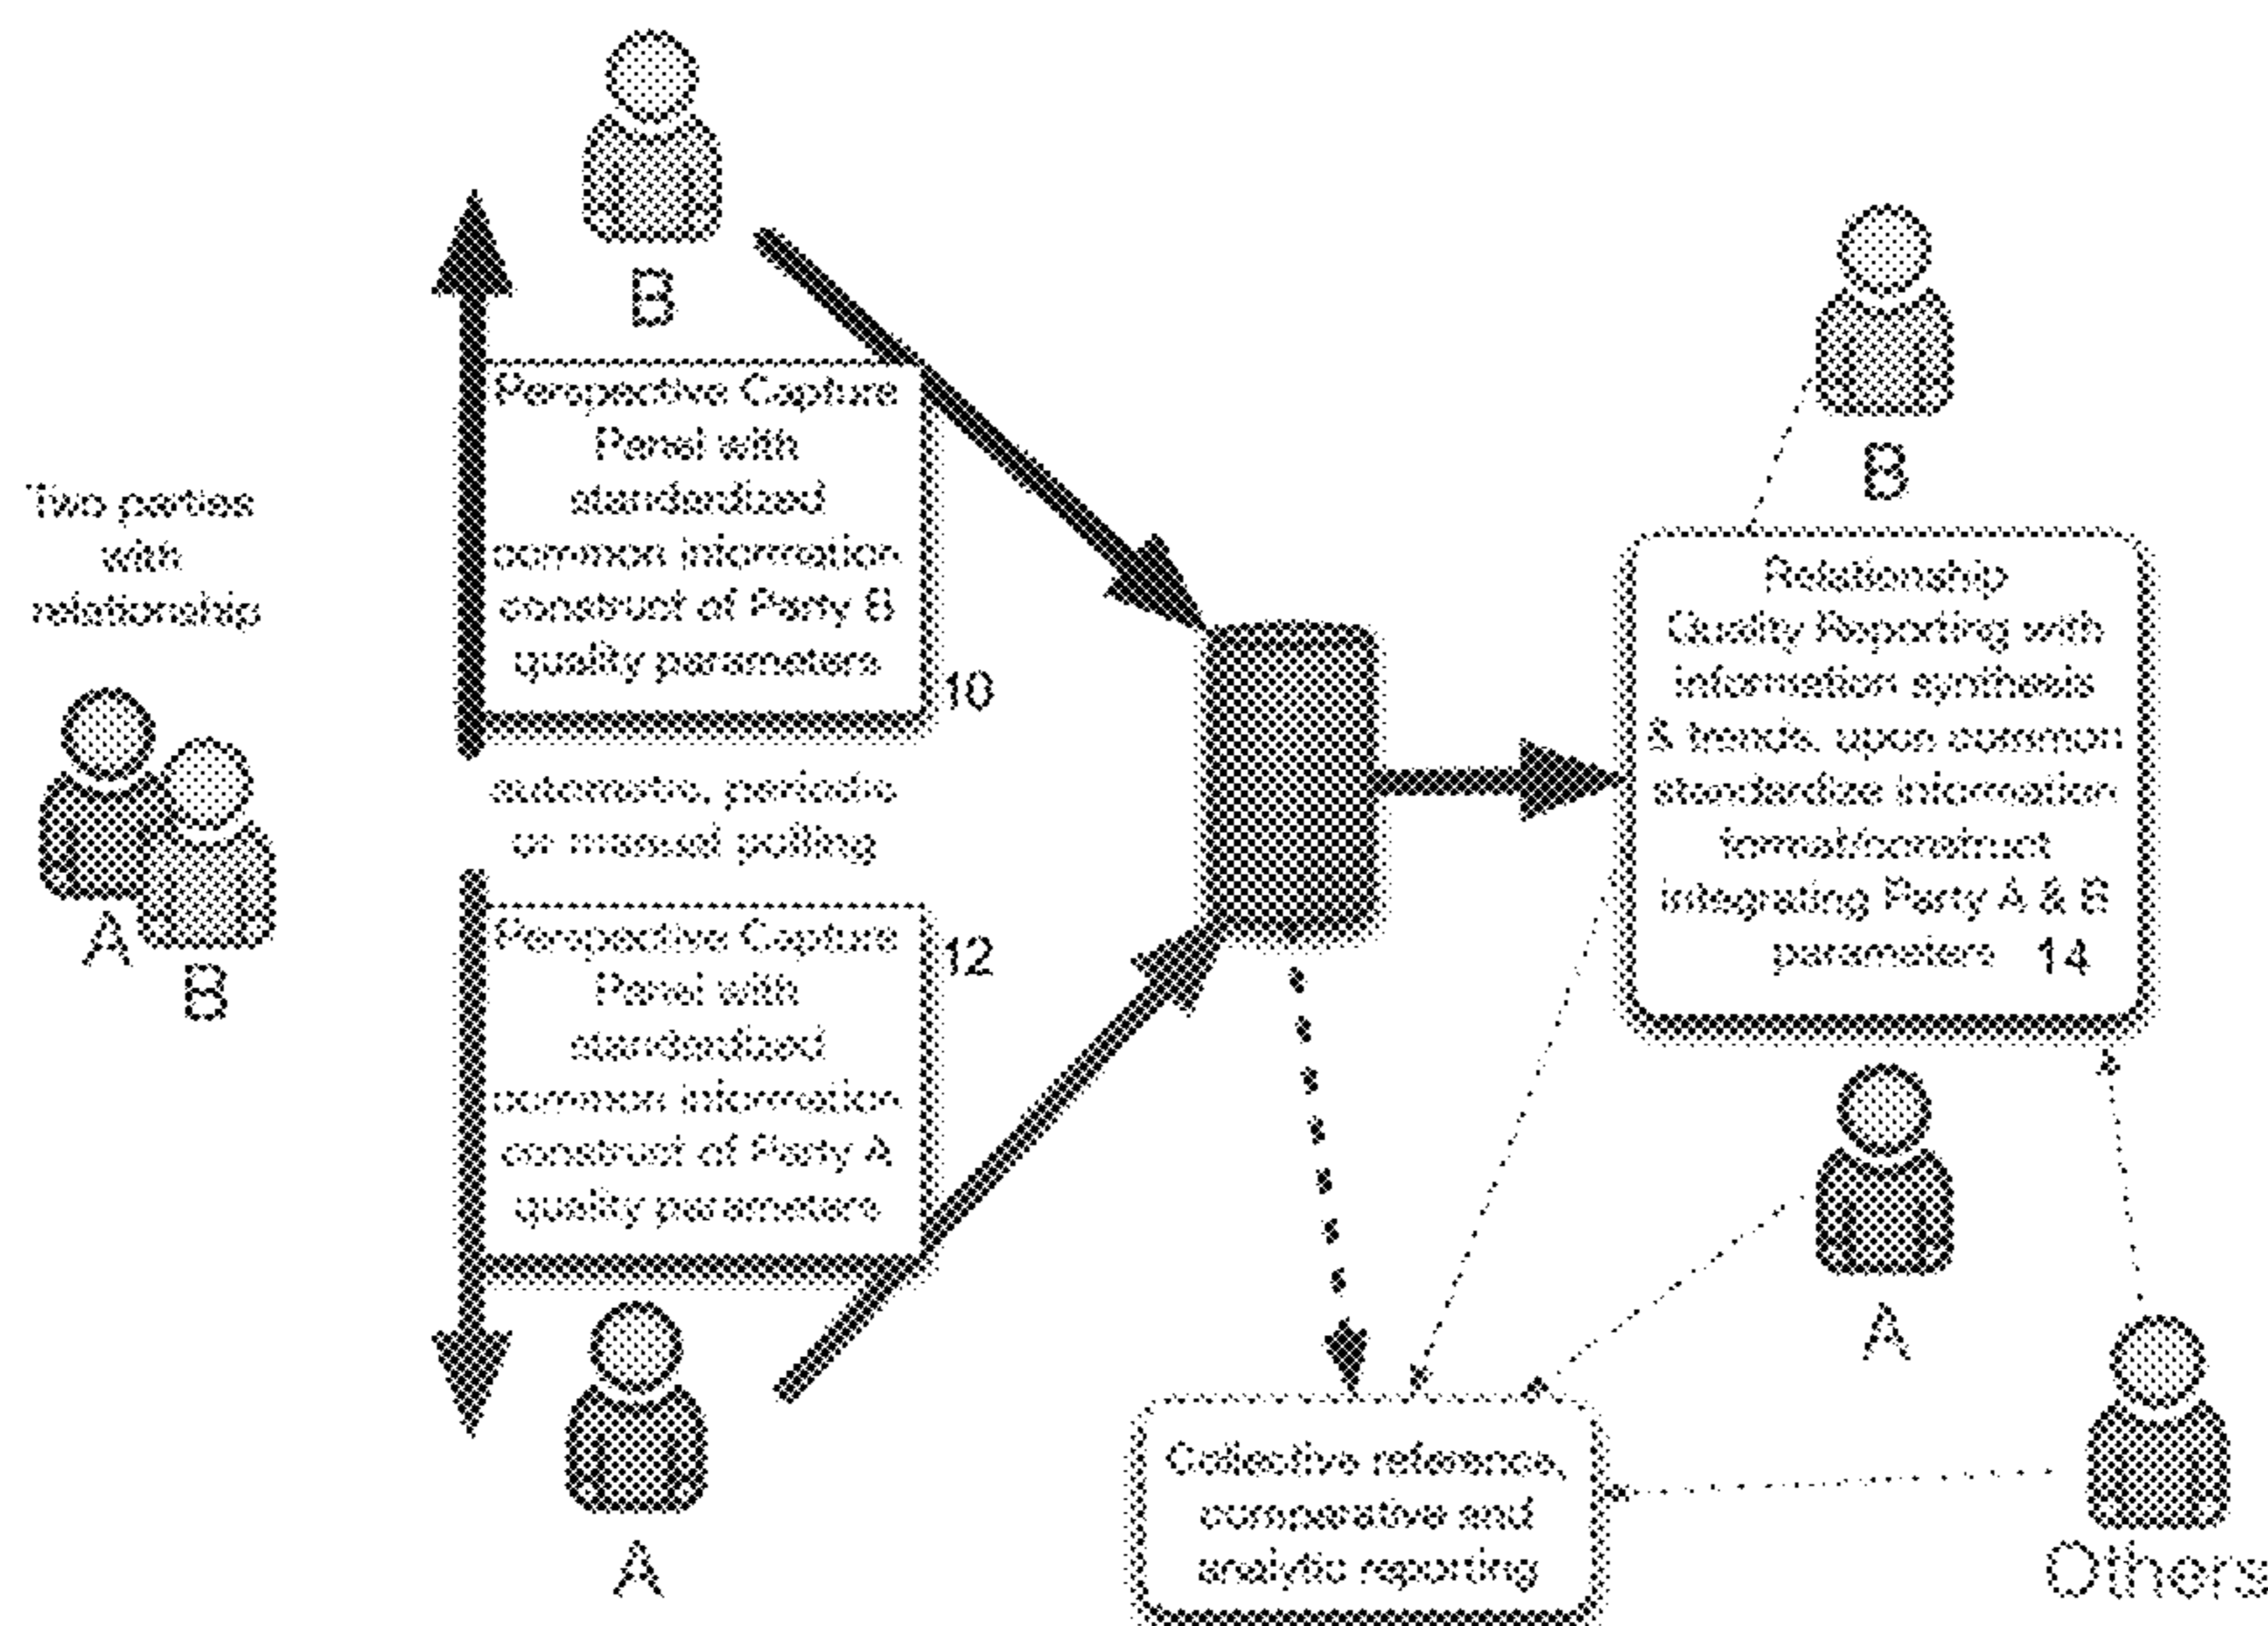 Two parties
with
relationship
A
B
B
Perspective Capture
Panel with
standardized
common information
construct of Party B
quality parameters
10
automatic, periodic
or manual polling
Perspective Capture
12
Panel with
standardized
common information
construct of Party A
quality parameters
A
B
Relationship
Quality Reporting with
information synthesis
& trends, upon common
standardize information
format/construct
integrating Party A & B
parameters 14
A
Collective reference,
comparative and
analytic reporting
Others